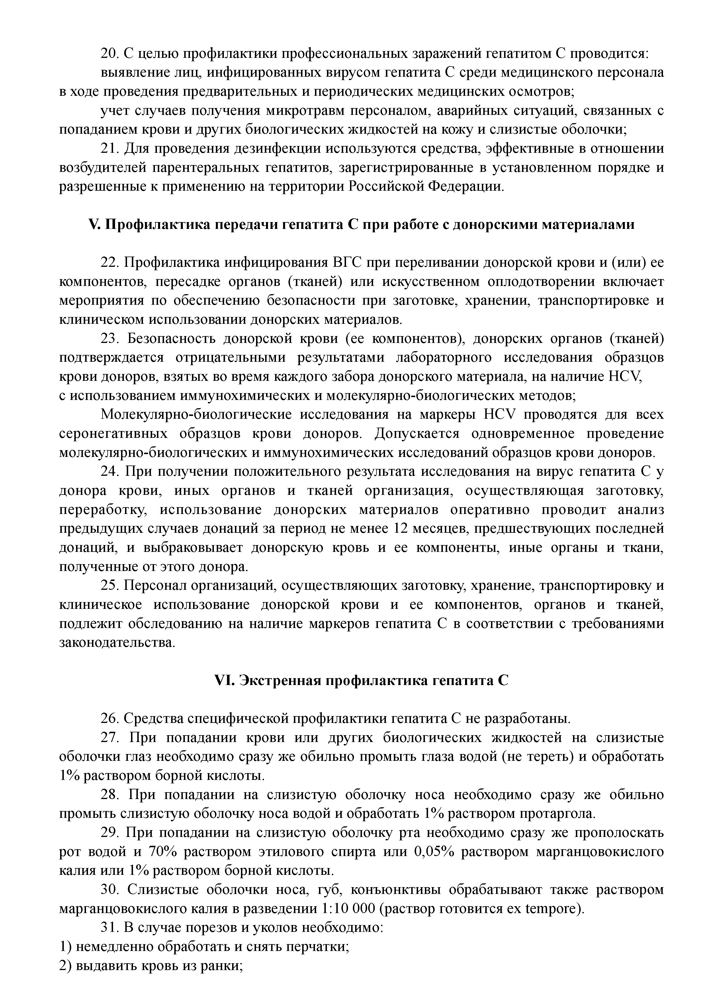 20. С целью профилактики профессиональных заражений гепатитом С проводится:
выявление лиц, инфицированных вирусом гепатита С среди медицинского персонала
в ходе проведения предварительных и периодических медицинских осмотров;
учет случаев получения микротравм персоналом, аварийных ситуаций, связанных с
попаданием крови и других биологических жидкостей на кожу и слизистые оболочки;
21. Для проведения дезинфекции используются средства, эффективные в отношении
возбудителей парентеральных гепатитов, зарегистрированные в установленном порядке и
разрешенные к применению на территории Российской Федерации.
V. Профилактика передачи гепатита С при работе с донорскими материалами
22. Профилактика инфицирования ВГС при переливании донорской крови и (или) ее
компонентов, пересадке органов (тканей) или искусственном оплодотворении включает
мероприятия по обеспечению безопасности при заготовке, хранении, транспортировке и
клиническом использовании донорских материалов.
23. Безопасность донорской крови (ее компонентов), донорских органов (тканей)
подтверждается отрицательными результатами лабораторного исследования образцов
крови доноров, взятых во время каждого забора донорского материала, на наличие HCV,
с использованием иммунохимических и молекулярно-биологических методов;
Молекулярно-биологические исследования на маркеры HCV проводятся для всех
серонегативных образцов крови доноров. Допускается одновременное проведение
молекулярно-биологических и иммунохимических исследований образцов крови доноров.
24. При получении положительного результата исследования на вирус гепатита С у
донора крови, иных органов и тканей организация, осуществляющая заготовку,
переработку, использование донорских материалов оперативно проводит анализ
предыдущих случаев донаций за период не менее 12 месяцев, предшествующих последней
донаций, и выбраковывает донорскую кровь и ее компоненты, иные органы и ткани,
полученные от этого донора.
25. Персонал организаций, осуществляющих заготовку, хранение, транспортировку и
клиническое использование донорской крови и ее компонентов, органов и тканей,
подлежит обследованию на наличие маркеров гепатита С в соответствии с требованиями
законодательства.
VI. Экстренная профилактика гепатита С
26. Средства специфической профилактики гепатита С не разработаны.
27. При попадании крови или других биологических жидкостей на слизистые
оболочки глаз необходимо сразу же обильно промыть глаза водой (не тереть) и обработать
1% раствором борной кислоты.
28. При попадании на слизистую оболочку носа необходимо сразу же обильно
промыть слизистую оболочку носа водой и обработать 1% раствором протаргола.
29. При попадании на слизистую оболочку рта необходимо сразу же прополоскать
рот водой и 70% раствором этилового спирта или 0,05% раствором марганцовокислого
калия или 1% раствором борной кислоты.
30. Слизистые оболочки носа, губ, конъюнктивы обрабатывают также раствором
марганцовокислого калия в разведении 1:10 000 (раствор готовится ex tempore).
31. В случае порезов и уколов необходимо:
1) немедленно обработать и снять перчатки;
2) выдавить кровь из ранки;